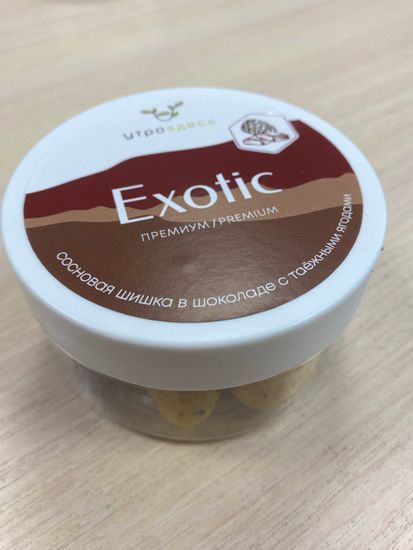 утроздесь
Exotic
ПРЕМИУМ / PREMIUM
СОСНОВАЯ ШИШКА В ШОКОЛАДЕ С ТАЁЖНЫМИ ЯГОДАМИ